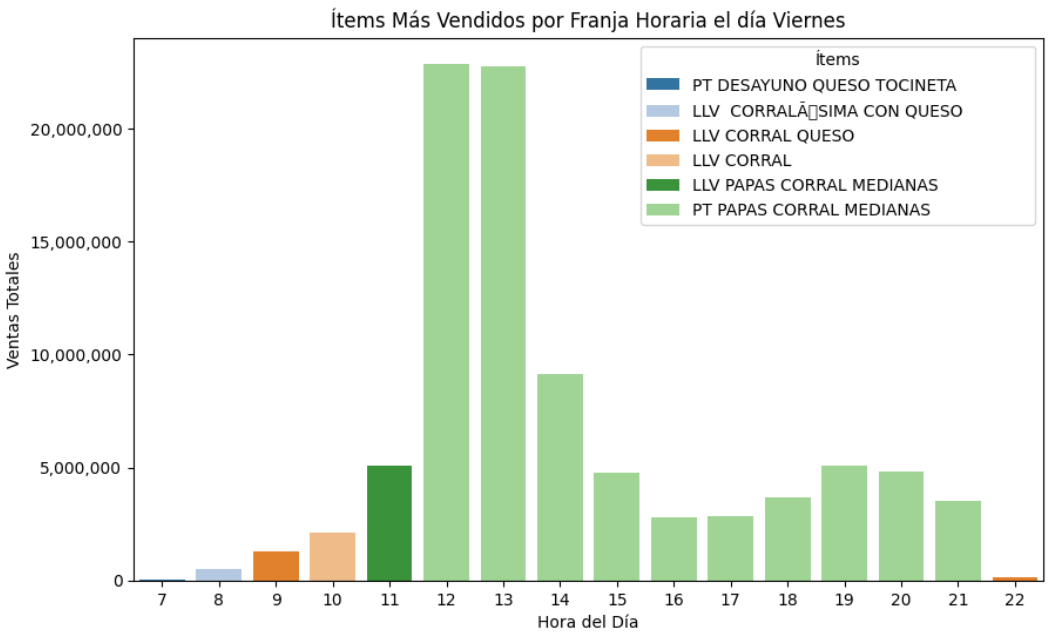 Ítems Más Vendidos por Franja Horaria el día Viernes
Ítems
PT DESAYUNO QUESO TOCINETA
LLV  CORRALÃ▯SIMA CON QUESO
LLV CORRAL QUESO
LLV CORRAL
LLV PAPAS CORRAL MEDIANAS
PT PAPAS CORRAL MEDIANAS
Ventas Totales
20,000,000
15,000,000
10,000,000
5,000,000
0
7 8 9 10 11 12 13 14 15 16 17 18 19 20 21 22
Hora del Día